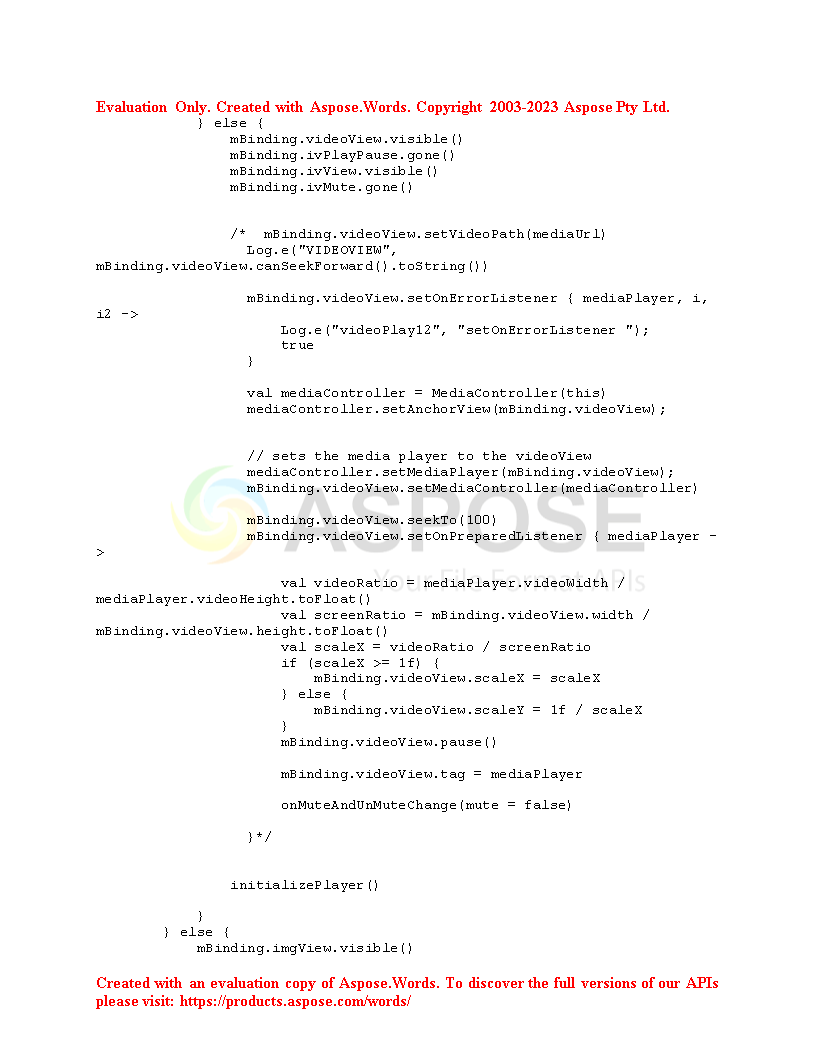 Evaluation Only. Created with Aspose.Words. Copyright 2003-2023 Aspose Pty Ltd.
            } else {
                mBinding.videoView.visible()
                mBinding.ivPlayPause.gone()
                mBinding.ivView.visible()
                mBinding.ivMute.gone()
                /*  mBinding.videoView.setVideoPath(mediaUrl)
                  Log.e("VIDEOVIEW",
mBinding.videoView.canSeekForward().toString())
                  mBinding.videoView.setOnErrorListener { mediaPlayer, i,
i2 ->
                      Log.e("videoPlay12", "setOnErrorListener ");
                      true
                  }
                  val mediaController = MediaController(this)
                  mediaController.setAnchorView(mBinding.videoView);
                  // sets the media player to the videoView
                  mediaController.setMediaPlayer(mBinding.videoView);
                  mBinding.videoView.setMediaController(mediaController)
                  mBinding.videoView.seekTo(100)
                  mBinding.videoView.setOnPreparedListener { mediaPlayer -
>
                      val videoRatio = mediaPlayer.videoWidth /
mediaPlayer.videoHeight.toFloat()
                      val screenRatio = mBinding.videoView.width /
mBinding.videoView.height.toFloat()
                      val scaleX = videoRatio / screenRatio
                      if (scaleX >= 1f) {
                          mBinding.videoView.scaleX = scaleX
                      } else {
                          mBinding.videoView.scaleY = 1f / scaleX
                      }
                      mBinding.videoView.pause()
                      mBinding.videoView.tag = mediaPlayer
                      onMuteAndUnMuteChange(mute = false)
                  }*/
                initializePlayer()
            }
        } else {
            mBinding.imgView.visible()
ASPOSE
Your File Format APIs
Created with an evaluation copy of Aspose.Words. To discover the full versions of our APIs
please visit: https://products.aspose.com/words/